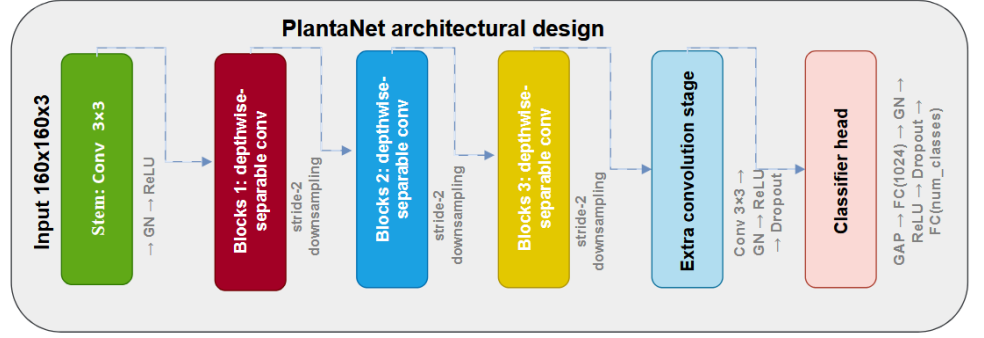 PlantaNet architectural design
Input 160x160x3
Stem: Conv 3×3
→ GN → ReLU
Blocks 1: depthwise-
separable conv
stride-2
downsampling
Blocks 2: depthwise-
separable conv
stride-2
downsampling
Blocks 3: depthwise-
separable conv
stride-2
downsampling
Extra convolution stage
Conv 3×3 →
GN → ReLU
→ Dropout
Classifier head
GAP → FC(1024) → GN →
ReLU → Dropout →
FC(num_classes)